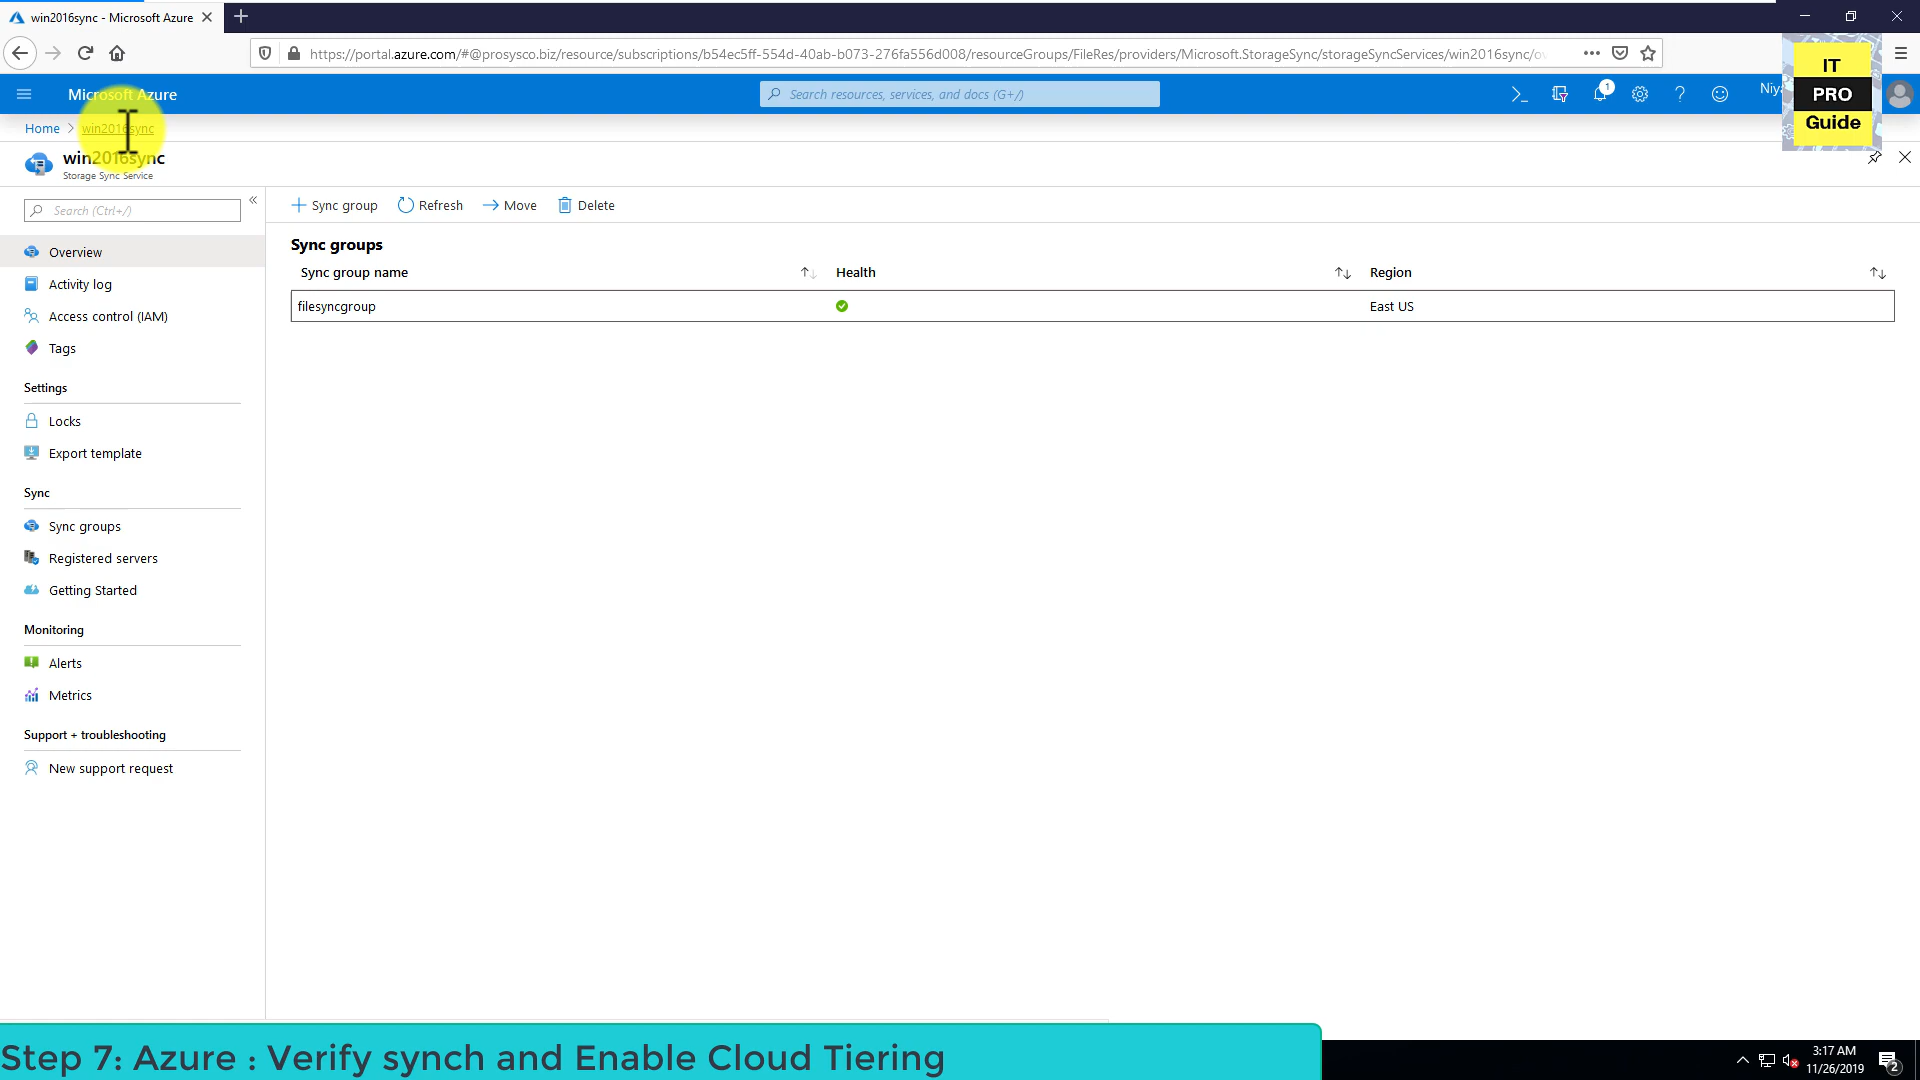 win2016sync - Microsoft Azure
https://portal.azure.com/#@prosysco.biz/resource/subscriptions/b54ec5ff-554d-40ab-b073-276fa556d008/resourceGroups/FileRes/providers/Microsoft.StorageSync/storageSyncServices/win2016sync/ov
Microsoft Azure
Search resources, services, and docs (G+/)
1
Niya
IT
PRO
Guide
Home > win2016sync
win2016sync
Storage Sync Service
Search (Ctrl+/)
Overview
Activity log
Access control (IAM)
Tags
Settings
Locks
Export template
Sync
Sync groups
Registered servers
Getting Started
Monitoring
Alerts
Metrics
Support + troubleshooting
New support request
Sync group Refresh Move Delete
Sync groups
Sync group name Health Region
filesyncgroup East US
Step 7: Azure : Verify synch and Enable Cloud Tiering
3:17 AM
11/26/2019
2